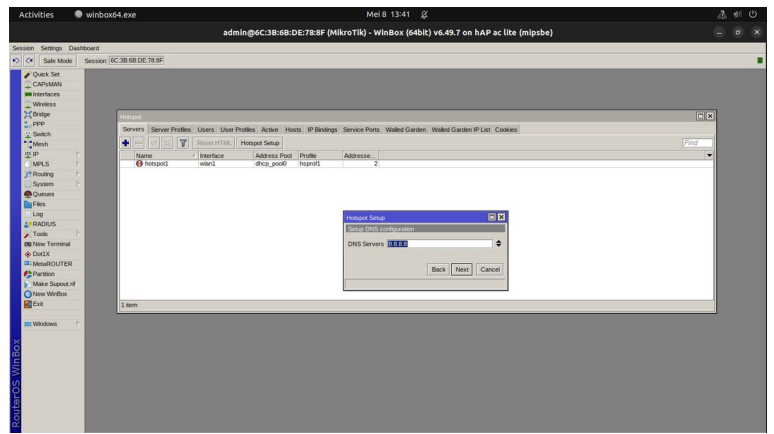 Activities winbox64.exe Mei 8 13:41
admin@6C:3B:6B:DE:78:8F (MikroTik) - WinBox (64bit) v6.49.7 on hAP ac lite (mipsbe)
Session Settings Dashboard
Safe Mode Session: 6C:3B:6B:DE:78:8F
Quick Set
CAPsMAN
Interfaces
Wireless
Bridge
PPP
Switch
Mesh
IP
MPLS
Routing
System
Queues
Files
Log
RADIUS
Tools
New Terminal
Dot1X
MetaROUTER
Partition
Make Supout.rif
New WinBox
Exit
Windows
RouterOS WinBox
Hotspot
Servers Server Profiles Users User Profiles Active Hosts IP Bindings Service Ports Walled Garden Walled Garden IP List Cookies
Reset HTML Hotspot Setup Find
Name Interface Address Pool Profile Addresse...
hotspot1 wlan1 dhcp_pool0 hsprof1 2
Hotspot Setup
Setup DNS configuration
DNS Servers 8.8.8.8
Back Next Cancel
1 item